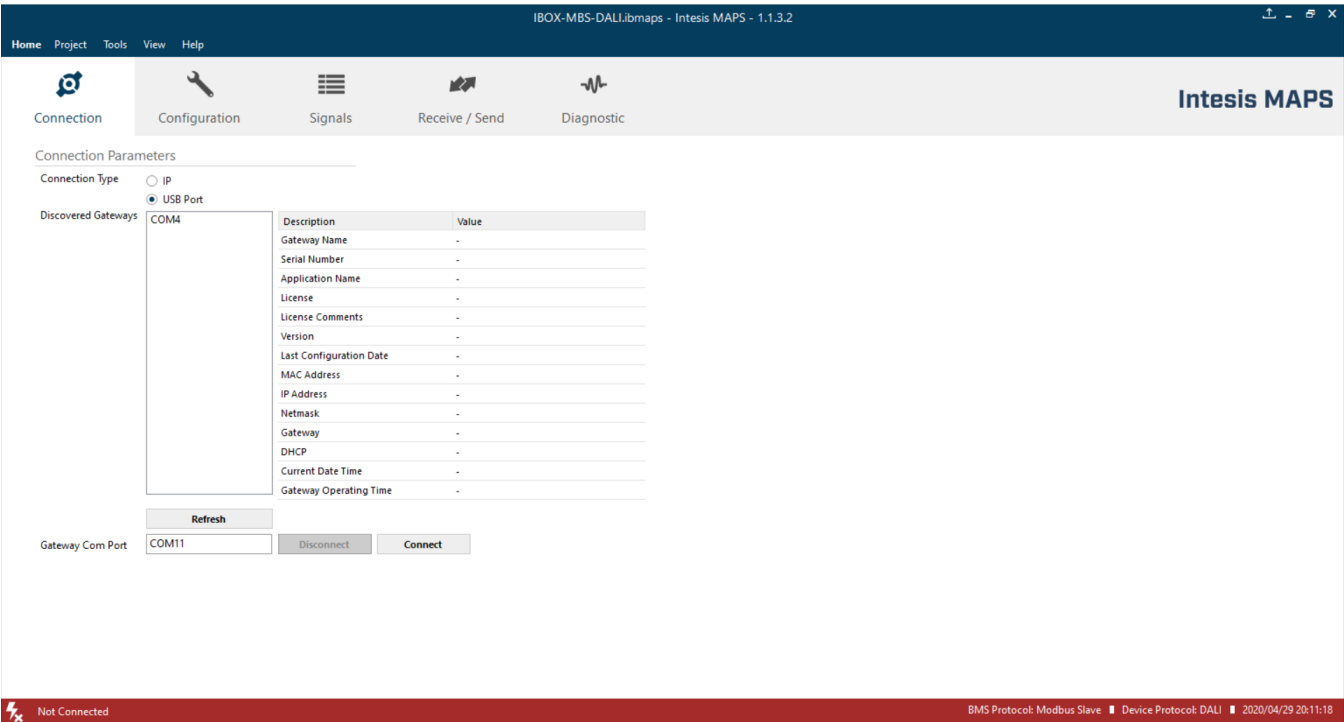 IBOX-MBS-DALI.ibmaps - Intesis MAPS - 1.1.3.2
Home Project Tools View Help
Connection Configuration Signals Receive / Send Diagnostic
Intesis MAPS
Connection Parameters
Connection Type
IP
USB Port
Discovered Gateways
COM4
Description Value
Gateway Name -
Serial Number -
Application Name -
License -
License Comments -
Version -
Last Configuration Date -
MAC Address -
IP Address -
Netmask -
Gateway -
DHCP -
Current Date Time -
Gateway Operating Time -
Refresh
Gateway Com Port COM11 Disconnect Connect
Not Connected
BMS Protocol: Modbus Slave Device Protocol: DALI 2020/04/29 20:11:18